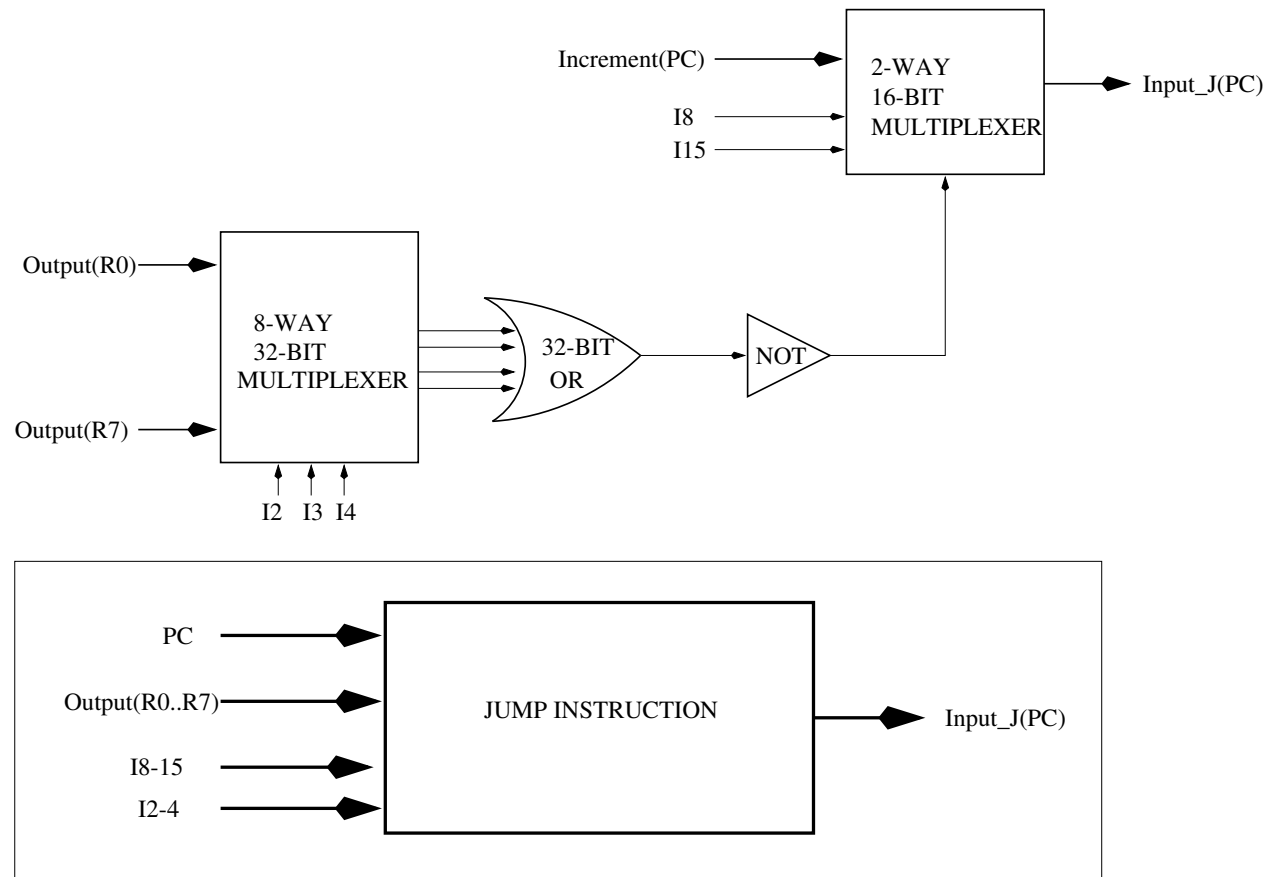 Increment(PC)
I8
I15
2-WAY
16-BIT
MULTIPLEXER
Input_J(PC)
Output(R0)
Output(R7)
8-WAY
32-BIT
MULTIPLEXER
I2 I3 I4
32-BIT
OR
NOT
PC
Output(R0..R7)
I8-15
I2-4
JUMP INSTRUCTION
Input_J(PC)